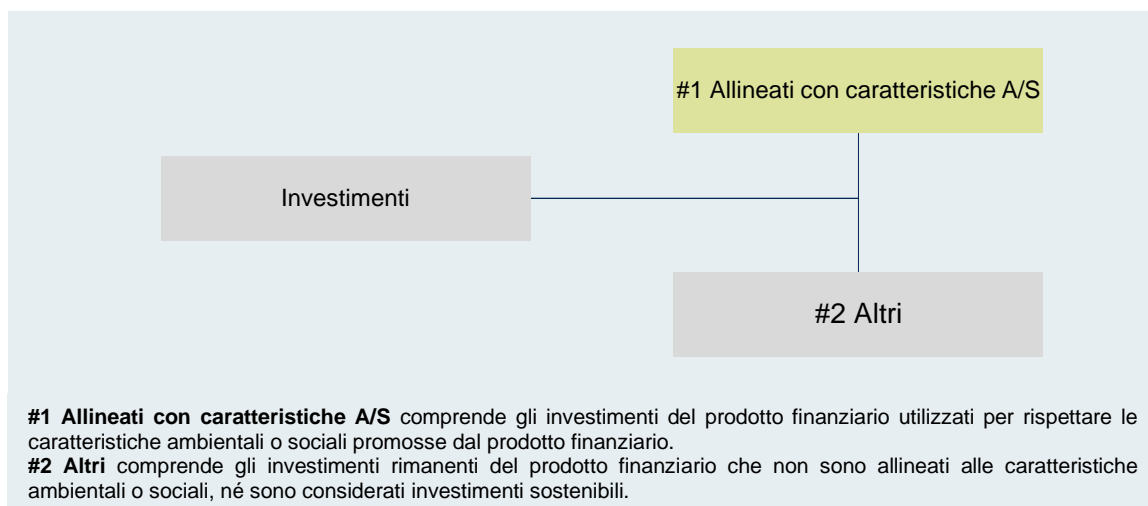 #1 Allineati con caratteristiche A/S
Investimenti
#2 Altri
#1 Allineati con caratteristiche A/S comprende gli investimenti del prodotto finanziario utilizzati per rispettare le
caratteristiche ambientali o sociali promosse dal prodotto finanziario.
#2 Altri comprende gli investimenti rimanenti del prodotto finanziario che non sono allineati alle caratteristiche
ambientali o sociali, né sono considerati investimenti sostenibili.